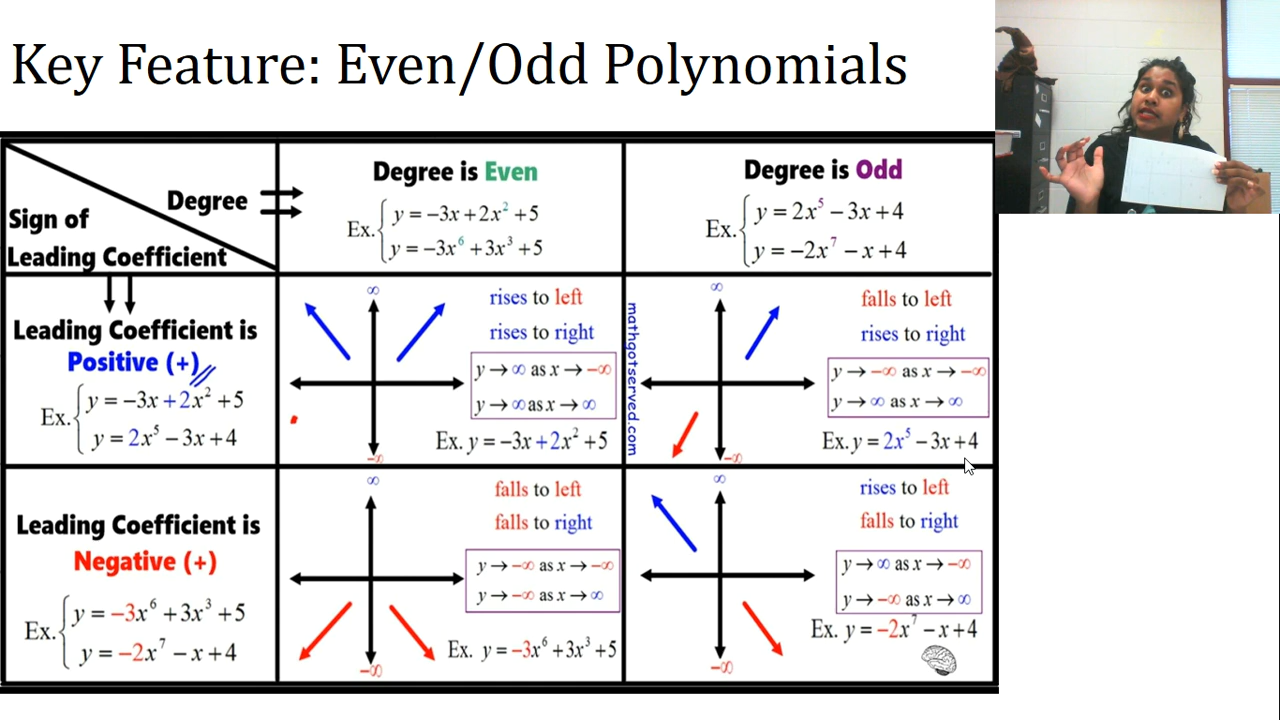 Key Feature: Even/Odd Polynomials
Degree
Sign of
Leading Coefficient
Degree is Even
Ex. { y = −3x + 2x² + 5
y = −3x⁶ + 3x³ + 5
Degree is Odd
Ex. { y = 2x⁵ − 3x + 4
y = −2x⁷ − x + 4
Leading Coefficient is
Positive (+)
Ex. { y = −3x + 2x² + 5
y = 2x⁵ − 3x + 4
∞
−∞
rises to left
rises to right
y → ∞ as x → −∞
y → ∞ as x → ∞
Ex. y = −3x + 2x² + 5
mathgotserved.com
∞
−∞
falls to left
rises to right
y → −∞ as x → −∞
y → ∞ as x → ∞
Ex. y = 2x⁵ − 3x + 4
Leading Coefficient is
Negative (+)
Ex. { y = −3x⁶ + 3x³ + 5
y = −2x⁷ − x + 4
∞
−∞
falls to left
falls to right
y → −∞ as x → −∞
y → −∞ as x → ∞
Ex. y = −3x⁶ + 3x³ + 5
∞
−∞
rises to left
falls to right
y → ∞ as x → −∞
y → −∞ as x → ∞
Ex. y = −2x⁷ − x + 4